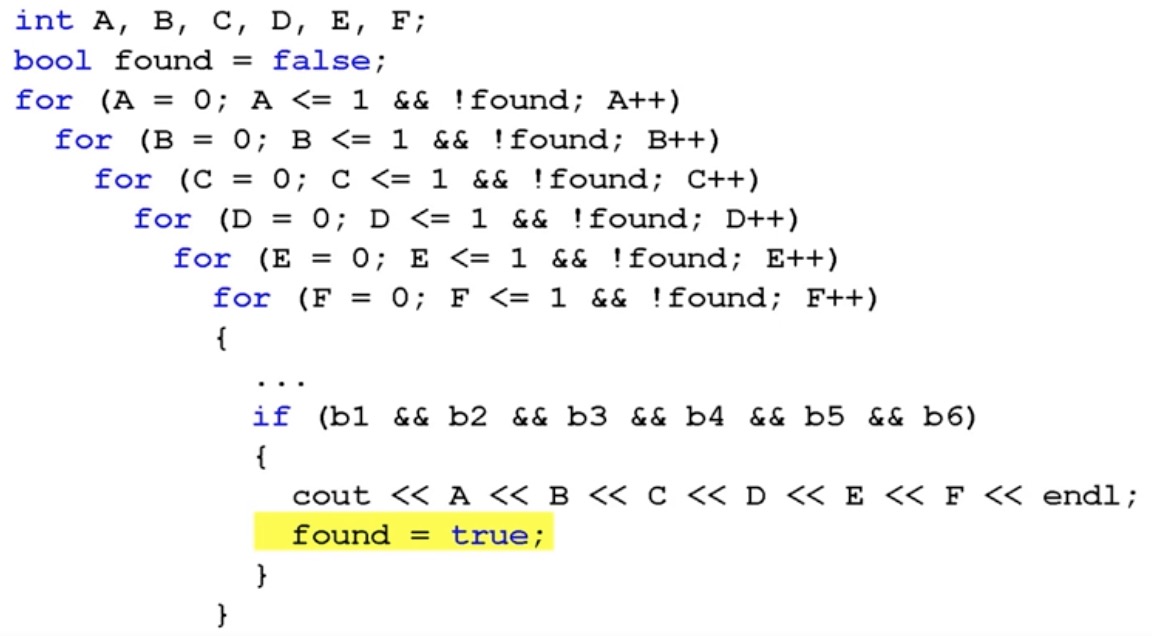 int A, B, C, D, E, F;
bool found = false;
for (A = 0; A <= 1 && !found; A++)
for (B = 0; B <= 1 && !found; B++)
for (C = 0; C <= 1 && !found; C++)
for (D = 0; D <= 1 && !found; D++)
for (E = 0; E <= 1 && !found; E++)
for (F = 0; F <= 1 && !found; F++)
{
...
if (b1 && b2 && b3 && b4 && b5 && b6)
{
cout << A << B << C << D << E << F << endl;
found = true;
}
}